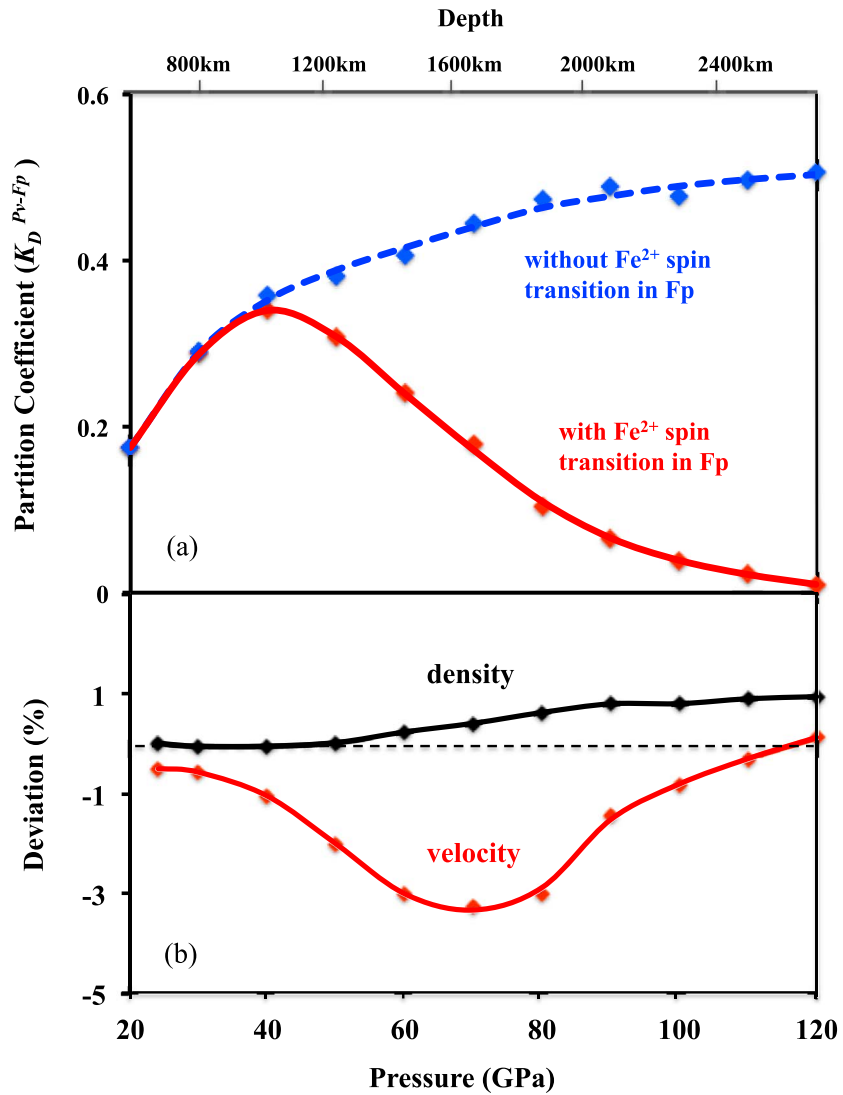 Depth
800km 1200km 1600km 2000km 2400km
0.6
0.4
0.2
0
Partition Coefficient (K_D^{Pv-Fp})
without Fe²⁺ spin
transition in Fp
with Fe²⁺ spin
transition in Fp
(a)
1
-1
-3
-5
Deviation (%)
density
velocity
(b)
20 40 60 80 100 120
Pressure (GPa)